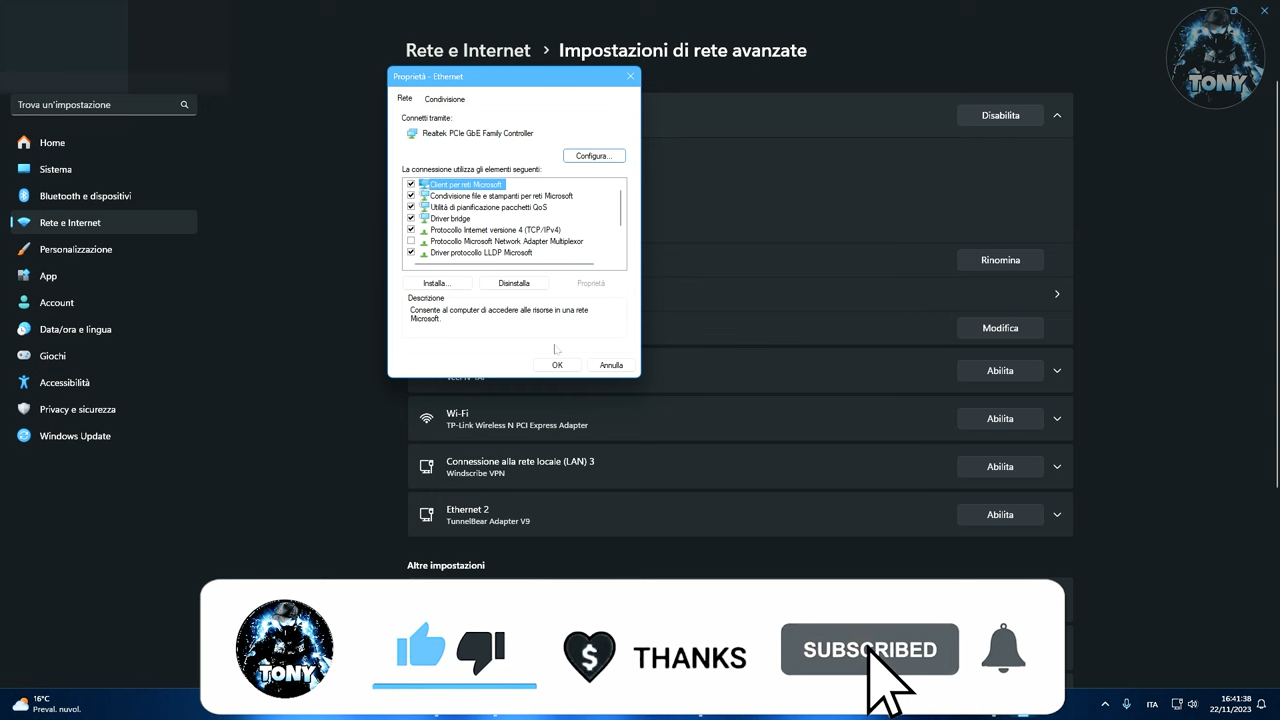 Rete e Internet > Impostazioni di rete avanzate
TONY
Proprietà - Ethernet
Trova un'impostazione
Home
Sistema
Bluetooth e dispositivi
Rete e Internet
Personalizzazione
App
Account
Data/ora e lingua
Giochi
Accessibilità
Privacy e sicurezza
Windows Update
Rete
Condivisione
Connetti tramite:
Realtek PCIe GbE Family Controller
Configura...
La connessione utilizza gli elementi seguenti:
Client per reti Microsoft
Condivisione file e stampanti per reti Microsoft
Utilità di pianificazione pacchetti QoS
Driver bridge
Protocollo Internet versione 4 (TCP/IPv4)
Protocollo Microsoft Network Adapter Multiplexor
Driver protocollo LLDP Microsoft
Installa...
Disinstalla
Proprietà
Descrizione
Consente al computer di accedere alle risorse in una rete
Microsoft.
OK
Annulla
Disabilita
Rinomina
Modifica
Abilita
Wi-Fi
TP-Link Wireless N PCI Express Adapter
Abilita
Connessione alla rete locale (LAN) 3
Windscribe VPN
Abilita
Ethernet 2
TunnelBear Adapter V9
Abilita
Altre impostazioni
TONY
$
THANKS
SUBSCRIBED
16°C
Preval. nuvol.
ITA
16:41:38
22/11/2023